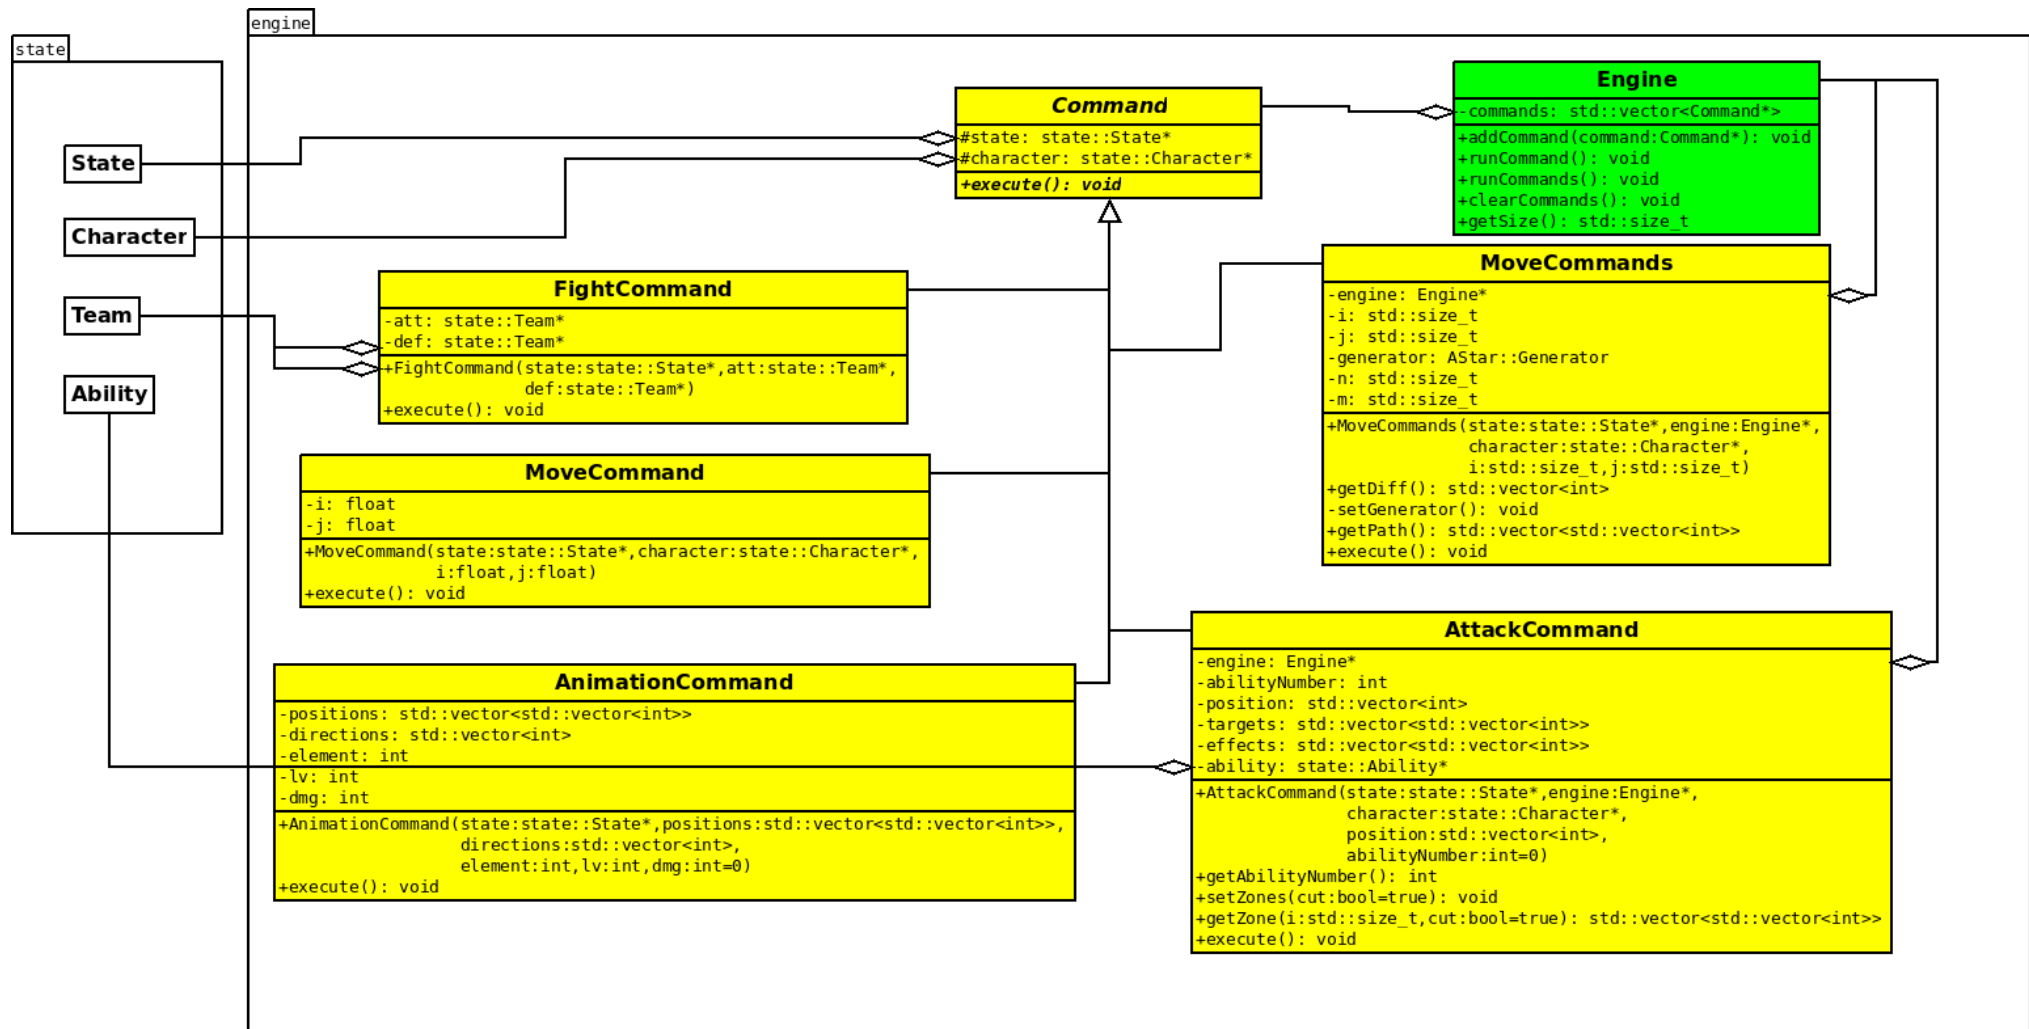 engine
state
State
Character
Team
Ability
Command
#state: state::State*
#character: state::Character*
+execute(): void
Engine
-commands: std::vector<Command*>
+addCommand(command:Command*): void
+runCommand(): void
+runCommands(): void
+clearCommands(): void
+getSize(): std::size_t
FightCommand
-att: state::Team*
-def: state::Team*
+FightCommand(state:state::State*,att:state::Team*,
def:state::Team*)
+execute(): void
MoveCommands
-engine: Engine*
-i: std::size_t
-j: std::size_t
-generator: AStar::Generator
-n: std::size_t
-m: std::size_t
+MoveCommands(state:state::State*,engine:Engine*,
character:state::Character*,
i:std::size_t,j:std::size_t)
+getDiff(): std::vector<int>
-setGenerator(): void
+getPath(): std::vector<std::vector<int>>
+execute(): void
MoveCommand
-i: float
-j: float
+MoveCommand(state:state::State*,character:state::Character*,
i:float,j:float)
+execute(): void
AttackCommand
-engine: Engine*
-abilityNumber: int
-position: std::vector<int>
-targets: std::vector<std::vector<int>>
-effects: std::vector<std::vector<int>>
-ability: state::Ability*
+AttackCommand(state:state::State*,engine:Engine*,
character:state::Character*,
position:std::vector<int>,
abilityNumber:int=0)
+getAbilityNumber(): int
+setZones(cut:bool=true): void
+getZone(i:std::size_t,cut:bool=true): std::vector<std::vector<int>>
+execute(): void
AnimationCommand
-positions: std::vector<std::vector<int>>
-directions: std::vector<int>
-element: int
-lv: int
-dmg: int
+AnimationCommand(state:state::State*,positions:std::vector<std::vector<int>>,
directions:std::vector<int>,
element:int,lv:int,dmg:int=0)
+execute(): void